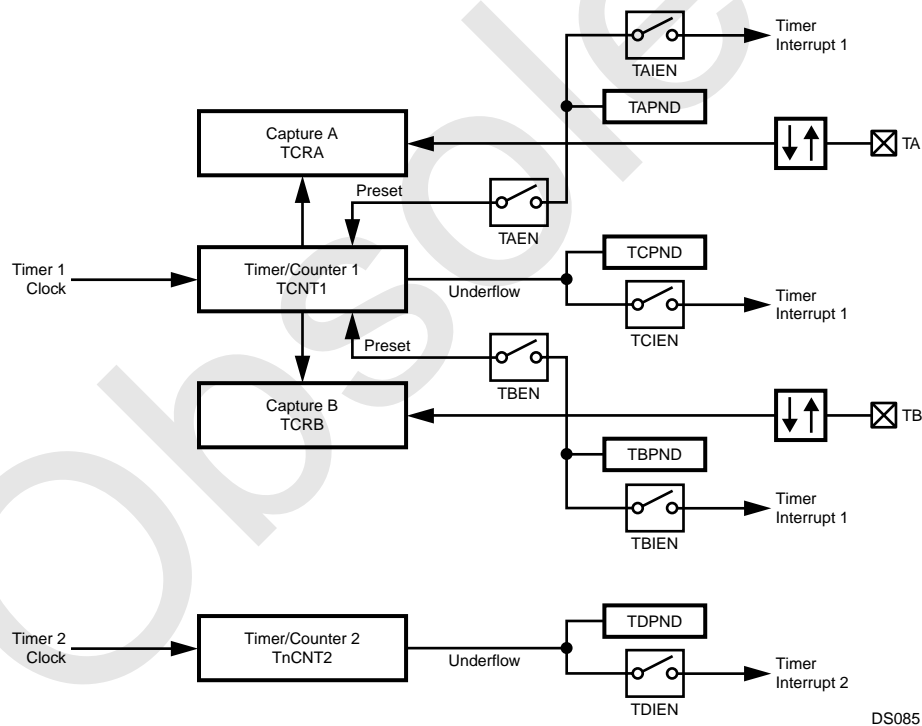 Timer
Interrupt 1
TAIEN
TAPND
Capture A
TCRA
TA
Preset
TAEN
Timer 1
Clock
Timer/Counter 1
TCNT1
Underflow
TCPND
Timer
Interrupt 1
TCIEN
Preset
TBEN
Capture B
TCRB
TB
TBPND
Timer
Interrupt 1
TBIEN
Timer 2
Clock
Timer/Counter 2
TnCNT2
Underflow
TDPND
Timer
Interrupt 2
TDIEN
DS085
Obsole